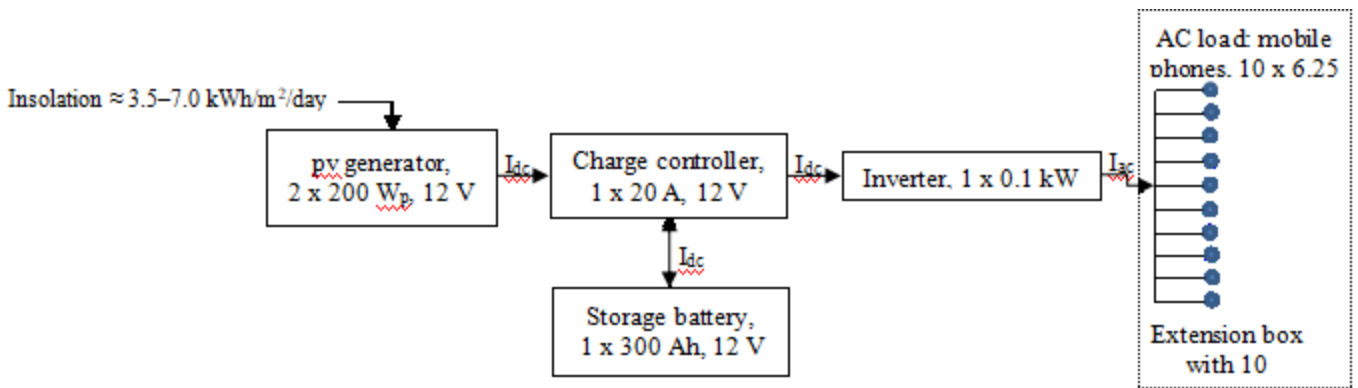 Insolation ≈ 3.5–7.0 kWh/m²/day
pv generator,
2 x 200 Wp, 12 V
Idc
Charge controller,
1 x 20 A, 12 V
Idc
Inverter, 1 x 0.1 kW
Iac
Idc
Storage battery,
1 x 300 Ah, 12 V
AC load: mobile
phones, 10 x 6.25
Extension box
with 10